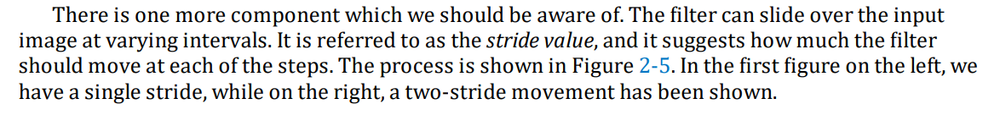 There is one more component which we should be aware of. The filter can slide over the input
image at varying intervals. It is referred to as the stride value, and it suggests how much the filter
should move at each of the steps. The process is shown in Figure 2-5. In the first figure on the left, we
have a single stride, while on the right, a two-stride movement has been shown.